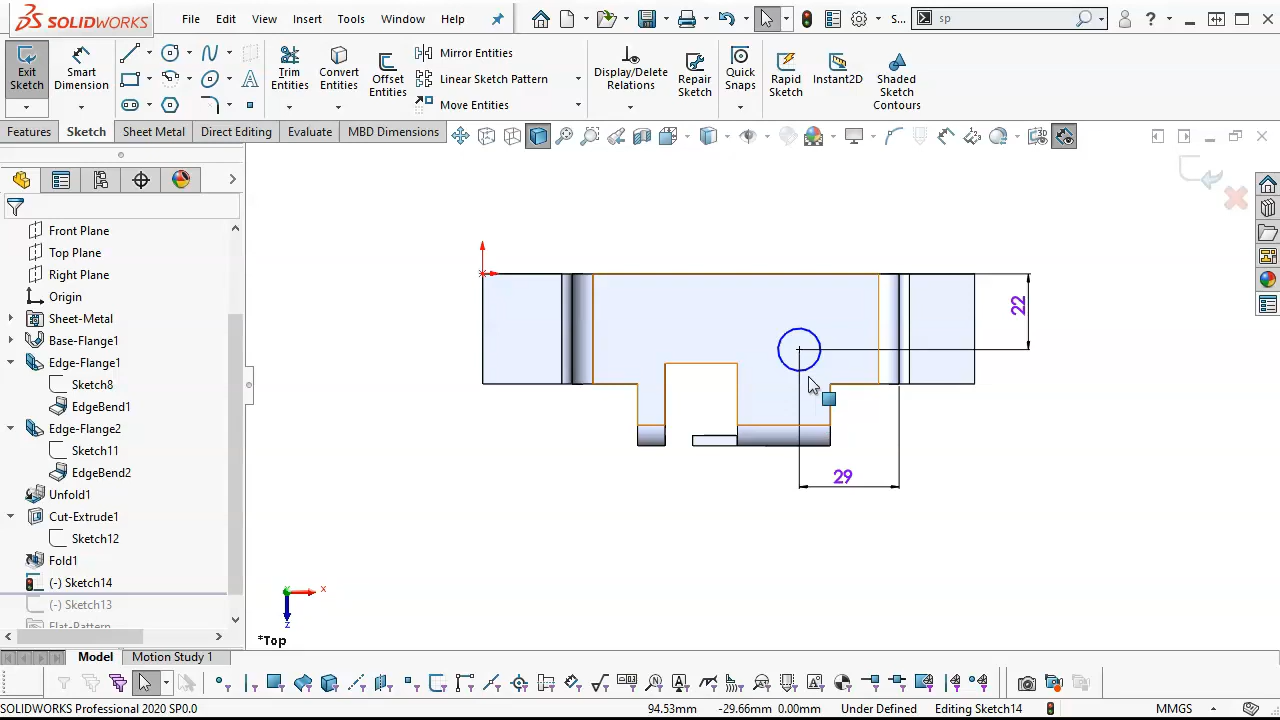 SOLIDWORKS File Edit View Insert Tools Window Help S... sp
Exit Sketch
Smart Dimension
Trim Entities
Convert Entities
Offset Entities
Mirror Entities
Linear Sketch Pattern
Move Entities
Display/Delete Relations
Repair Sketch
Quick Snaps
Rapid Sketch
Instant2D
Shaded Sketch Contours
Features Sketch Sheet Metal Direct Editing Evaluate MBD Dimensions
Front Plane
Top Plane
Right Plane
Origin
Sheet-Metal
Base-Flange1
Edge-Flange1
Sketch8
EdgeBend1
Edge-Flange2
Sketch11
EdgeBend2
Unfold1
Cut-Extrude1
Sketch12
Fold1
(-) Sketch14
(-) Sketch13
Flat-Pattern
22
29
x
z
*Top
Model Motion Study 1
SOLIDWORKS Professional 2020 SP0.0 94.53mm -29.66mm 0.00mm Under Defined Editing Sketch14 MMGS